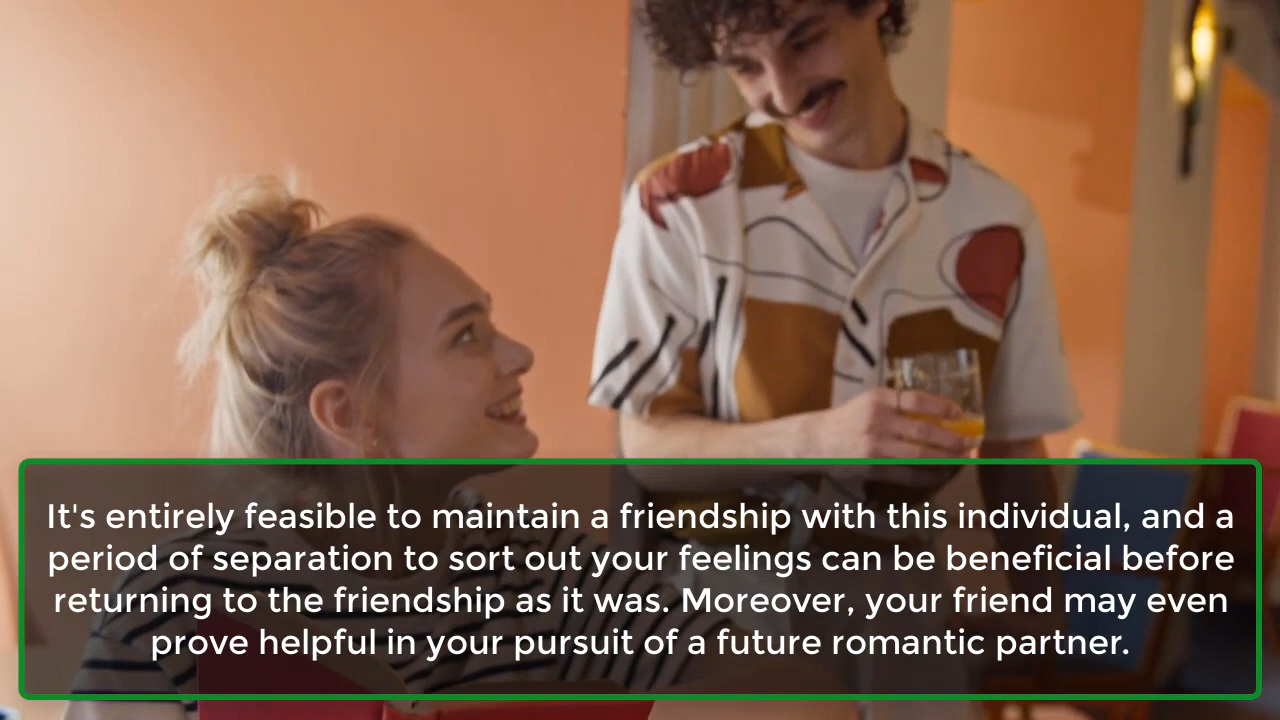 It's entirely feasible to maintain a friendship with this individual, and a
period of separation to sort out your feelings can be beneficial before
returning to the friendship as it was. Moreover, your friend may even
prove helpful in your pursuit of a future romantic partner.